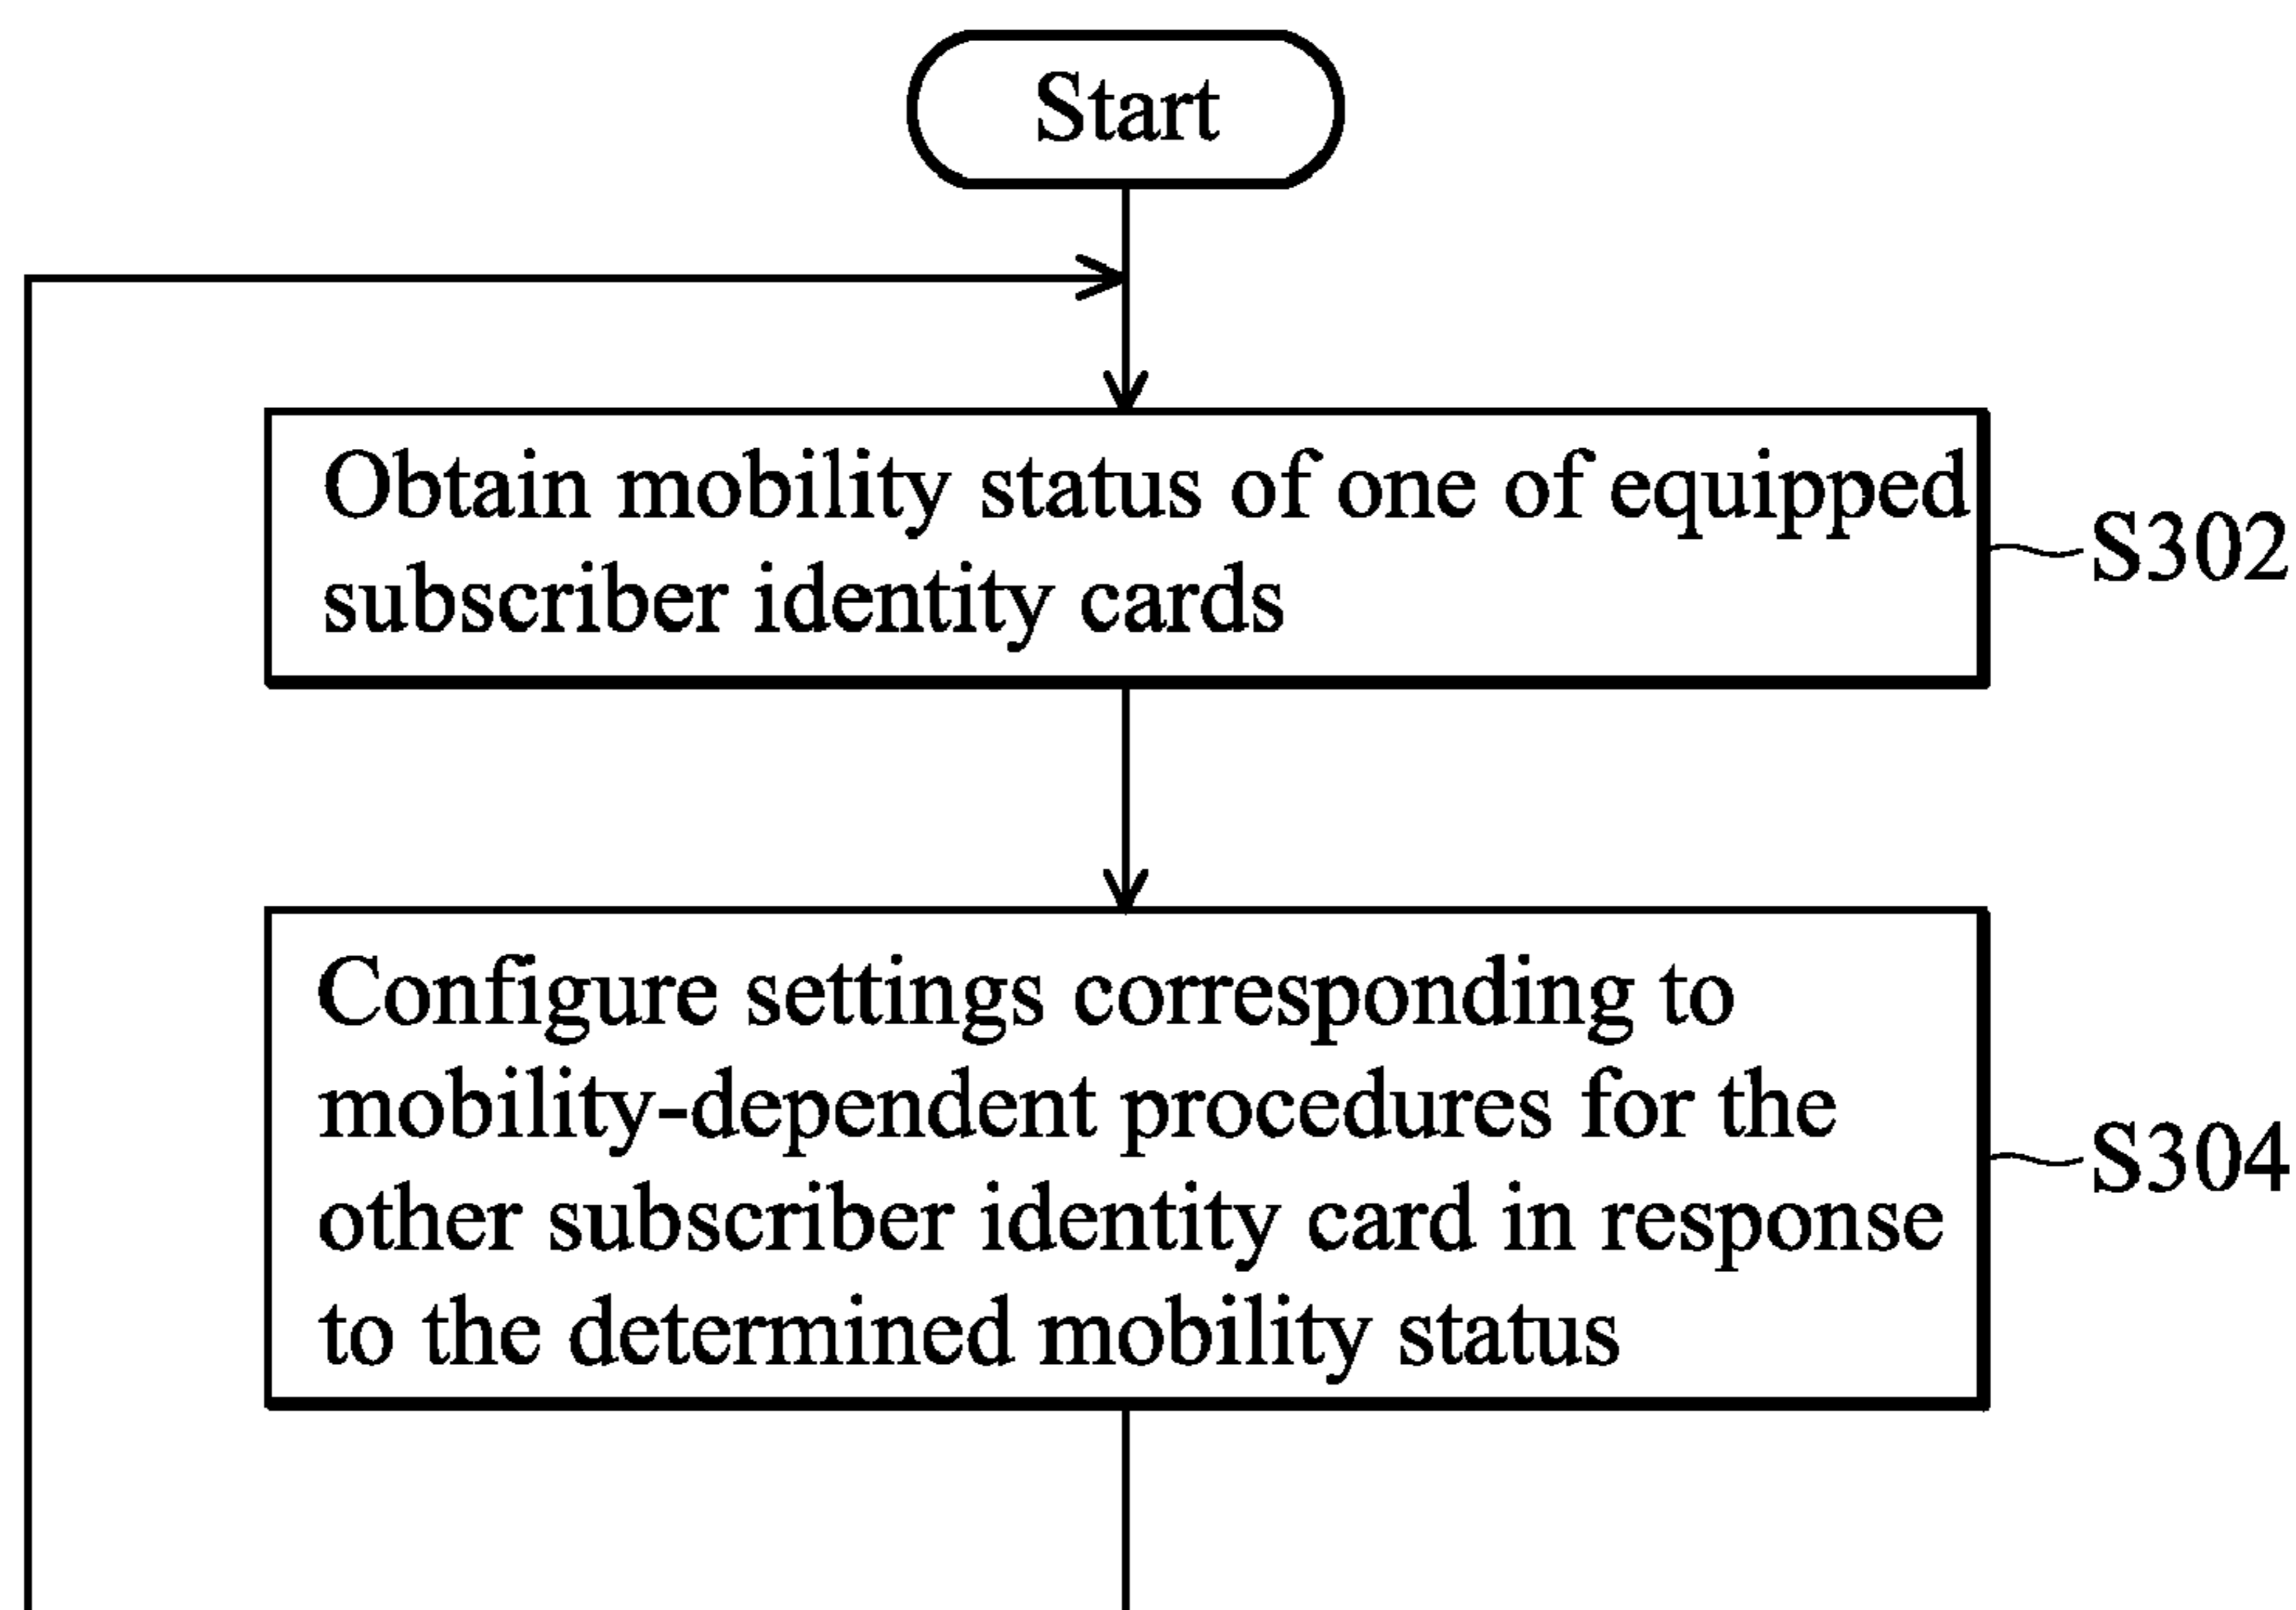 Start
Obtain mobility status of one of equipped
subscriber identity cards
S302
Configure settings corresponding to
mobility-dependent procedures for the
other subscriber identity card in response
to the determined mobility status
S304